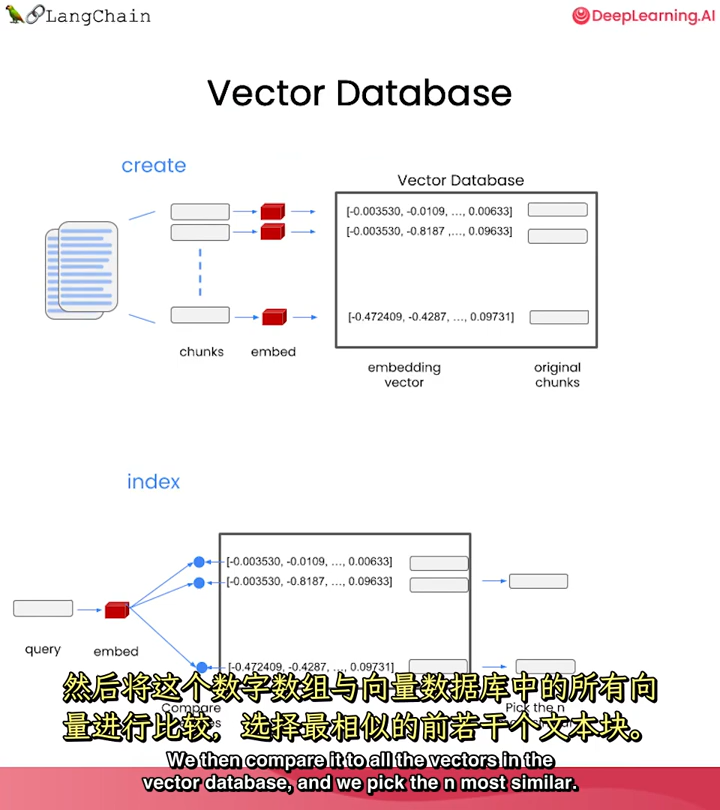 LangChain
DeepLearning.AI
Vector Database
create
Vector Database
[-0.003530, -0.0109, ..., 0.00633]
[-0.003530, -0.8187 ,..., 0.09633]
[-0.472409, -0.4287, ..., 0.09731]
chunks
embed
embedding
vector
original
chunks
index
[-0.003530, -0.0109, ..., 0.00633]
[-0.003530, -0.8187, ..., 0.09633]
[-0.472409, -0.4287, ..., 0.09731]
query
embed
Compare
Pick the n
然后将这个数字数组与向量数据库中的所有向
量进行比较，选择最相似的前若干个文本块。
We then compare it to all the vectors in the
vector database, and we pick the n most similar.